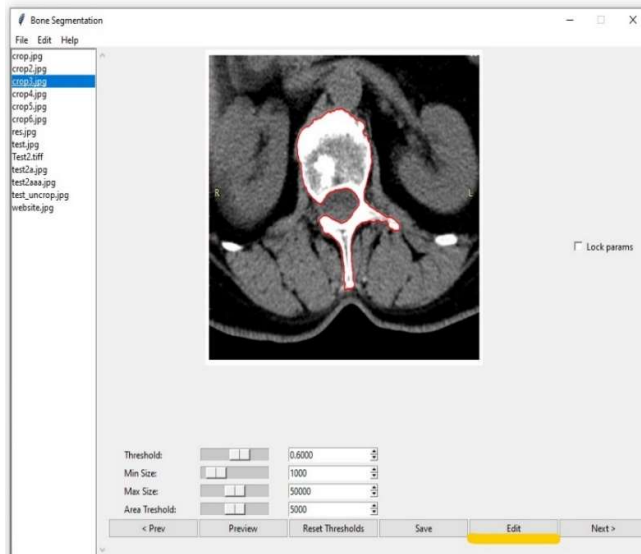 Bone Segmentation
File Edit Help
crop.jpg
crop2.jpg
crop3.jpg
crop4.jpg
crop5.jpg
crop6.jpg
res.jpg
test.jpg
Test2.tiff
test2a.jpg
test2aaa.jpg
test_uncrop.jpg
website.jpg
R
L
Lock params
Threshold: 0.6000
Min Size: 1000
Max Size: 50000
Area Treshold: 5000
< Prev Preview Reset Thresholds Save Edit Next >